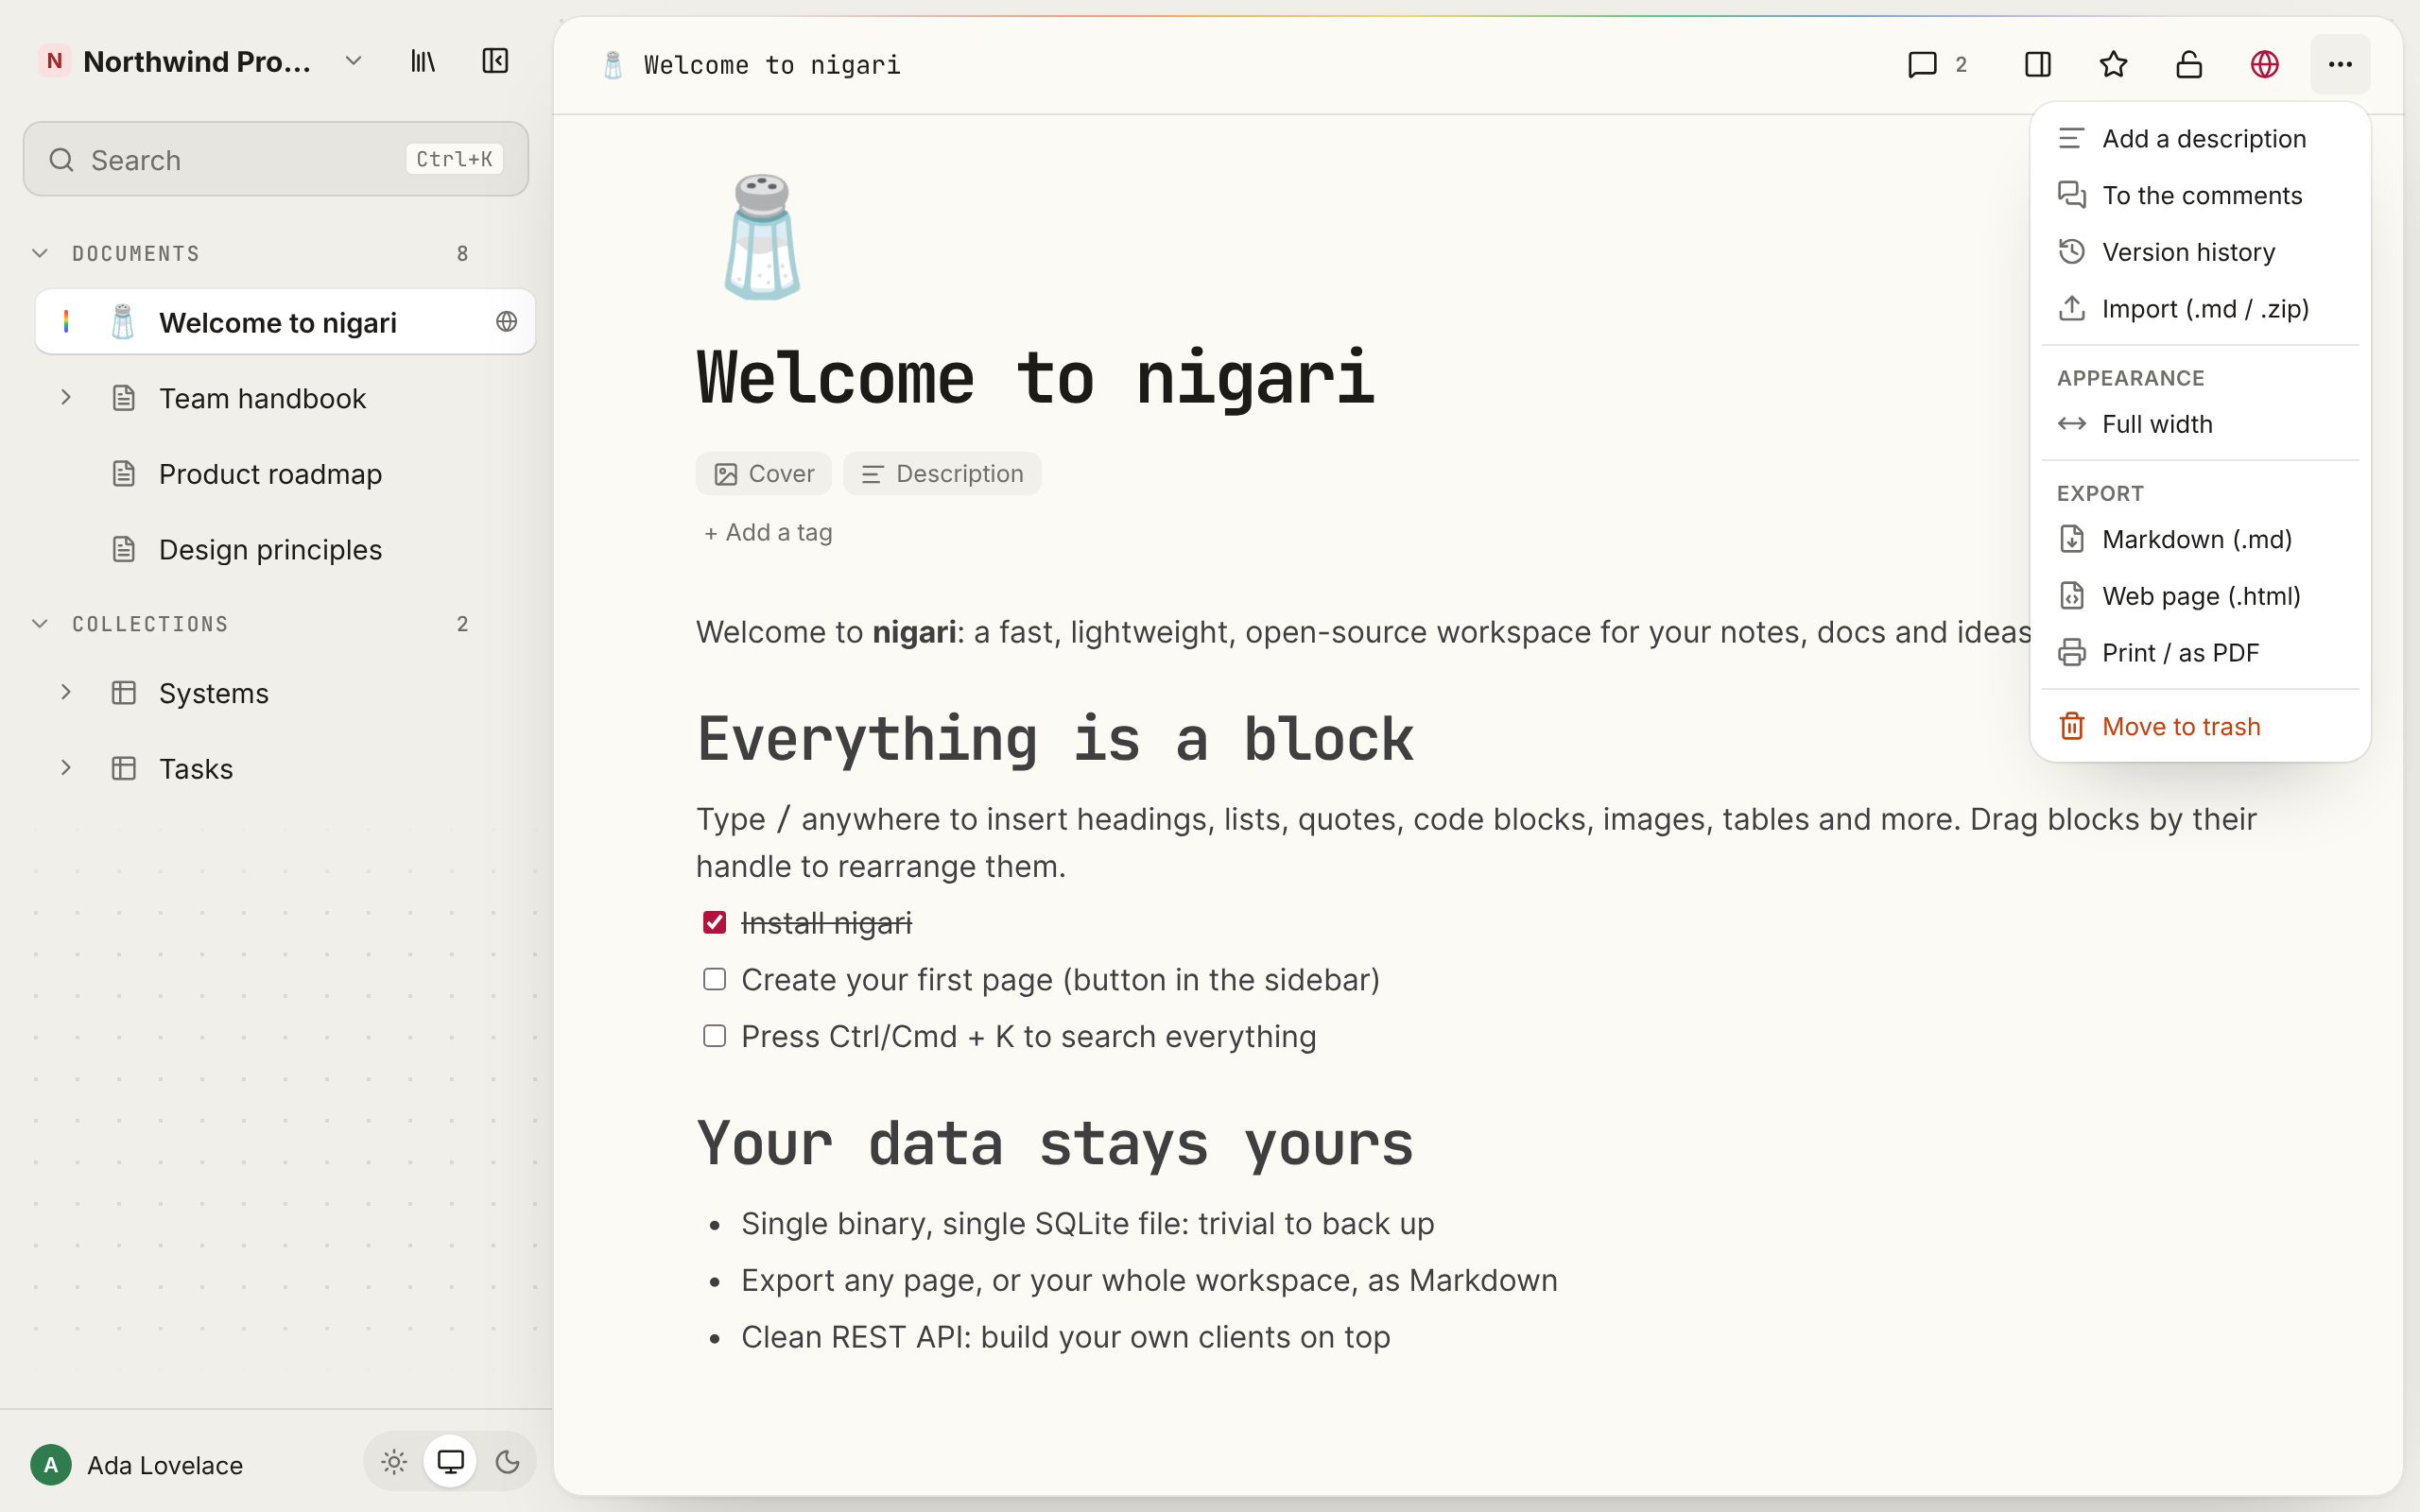 N Northwind Pro...
Search Ctrl+K
DOCUMENTS 8
Welcome to nigari
Team handbook
Product roadmap
Design principles
COLLECTIONS 2
Systems
Tasks
A Ada Lovelace
Welcome to nigari
2
Welcome to nigari
Cover Description
+ Add a tag
Welcome to nigari: a fast, lightweight, open-source workspace for your notes, docs and ideas
Everything is a block
Type / anywhere to insert headings, lists, quotes, code blocks, images, tables and more. Drag blocks by their
handle to rearrange them.
Install nigari
Create your first page (button in the sidebar)
Press Ctrl/Cmd + K to search everything
Your data stays yours
• Single binary, single SQLite file: trivial to back up
• Export any page, or your whole workspace, as Markdown
• Clean REST API: build your own clients on top
Add a description
To the comments
Version history
Import (.md / .zip)
APPEARANCE
Full width
EXPORT
Markdown (.md)
Web page (.html)
Print / as PDF
Move to trash